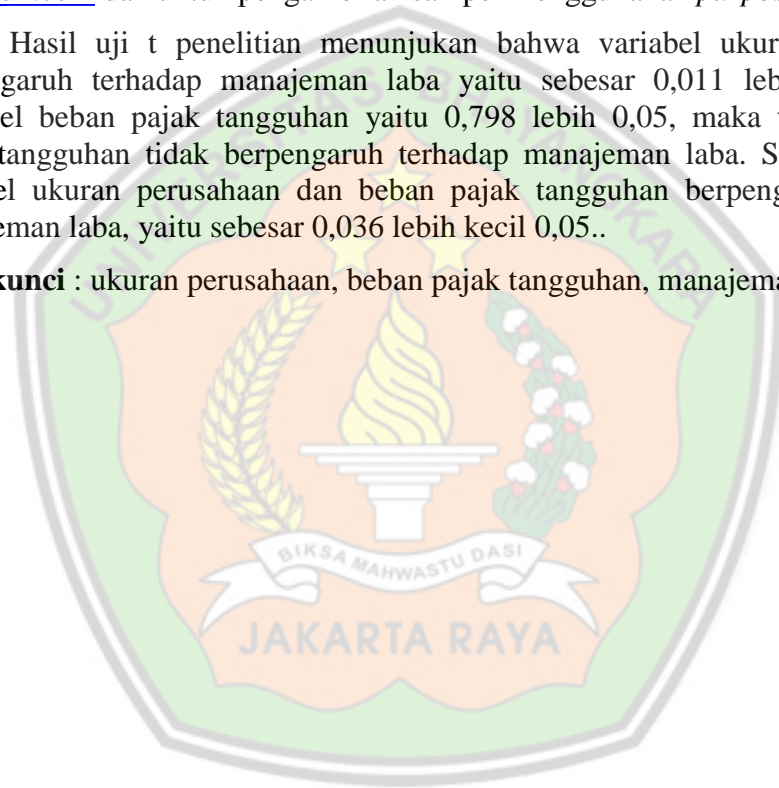 Hasil uji t penelitian menunjukan bahwa variabel ukur
garuh terhadap manajeman laba yaitu sebesar 0,011 leb
el beban pajak tangguhan yaitu 0,798 lebih 0,05, maka
tangguhan tidak berpengaruh terhadap manajeman laba. S
el ukuran perusahaan dan beban pajak tangguhan berpeng
eman laba, yaitu sebesar 0,036 lebih kecil 0,05..
kunci : ukuran perusahaan, beban pajak tangguhan, manajema
UNIVERSITAS BHAYANGKARA
BIKSA MAHWASTU DASI
JAKARTA RAYA